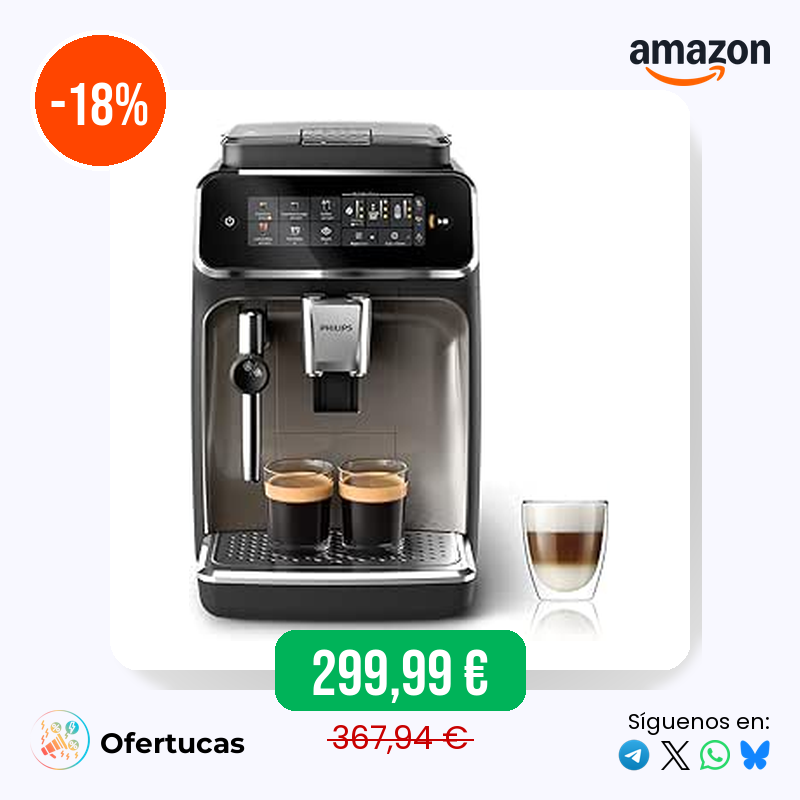 -18%
amazon
PHILIPS
299,99 €
367,94 €
Ofertucas
Síguenos en: